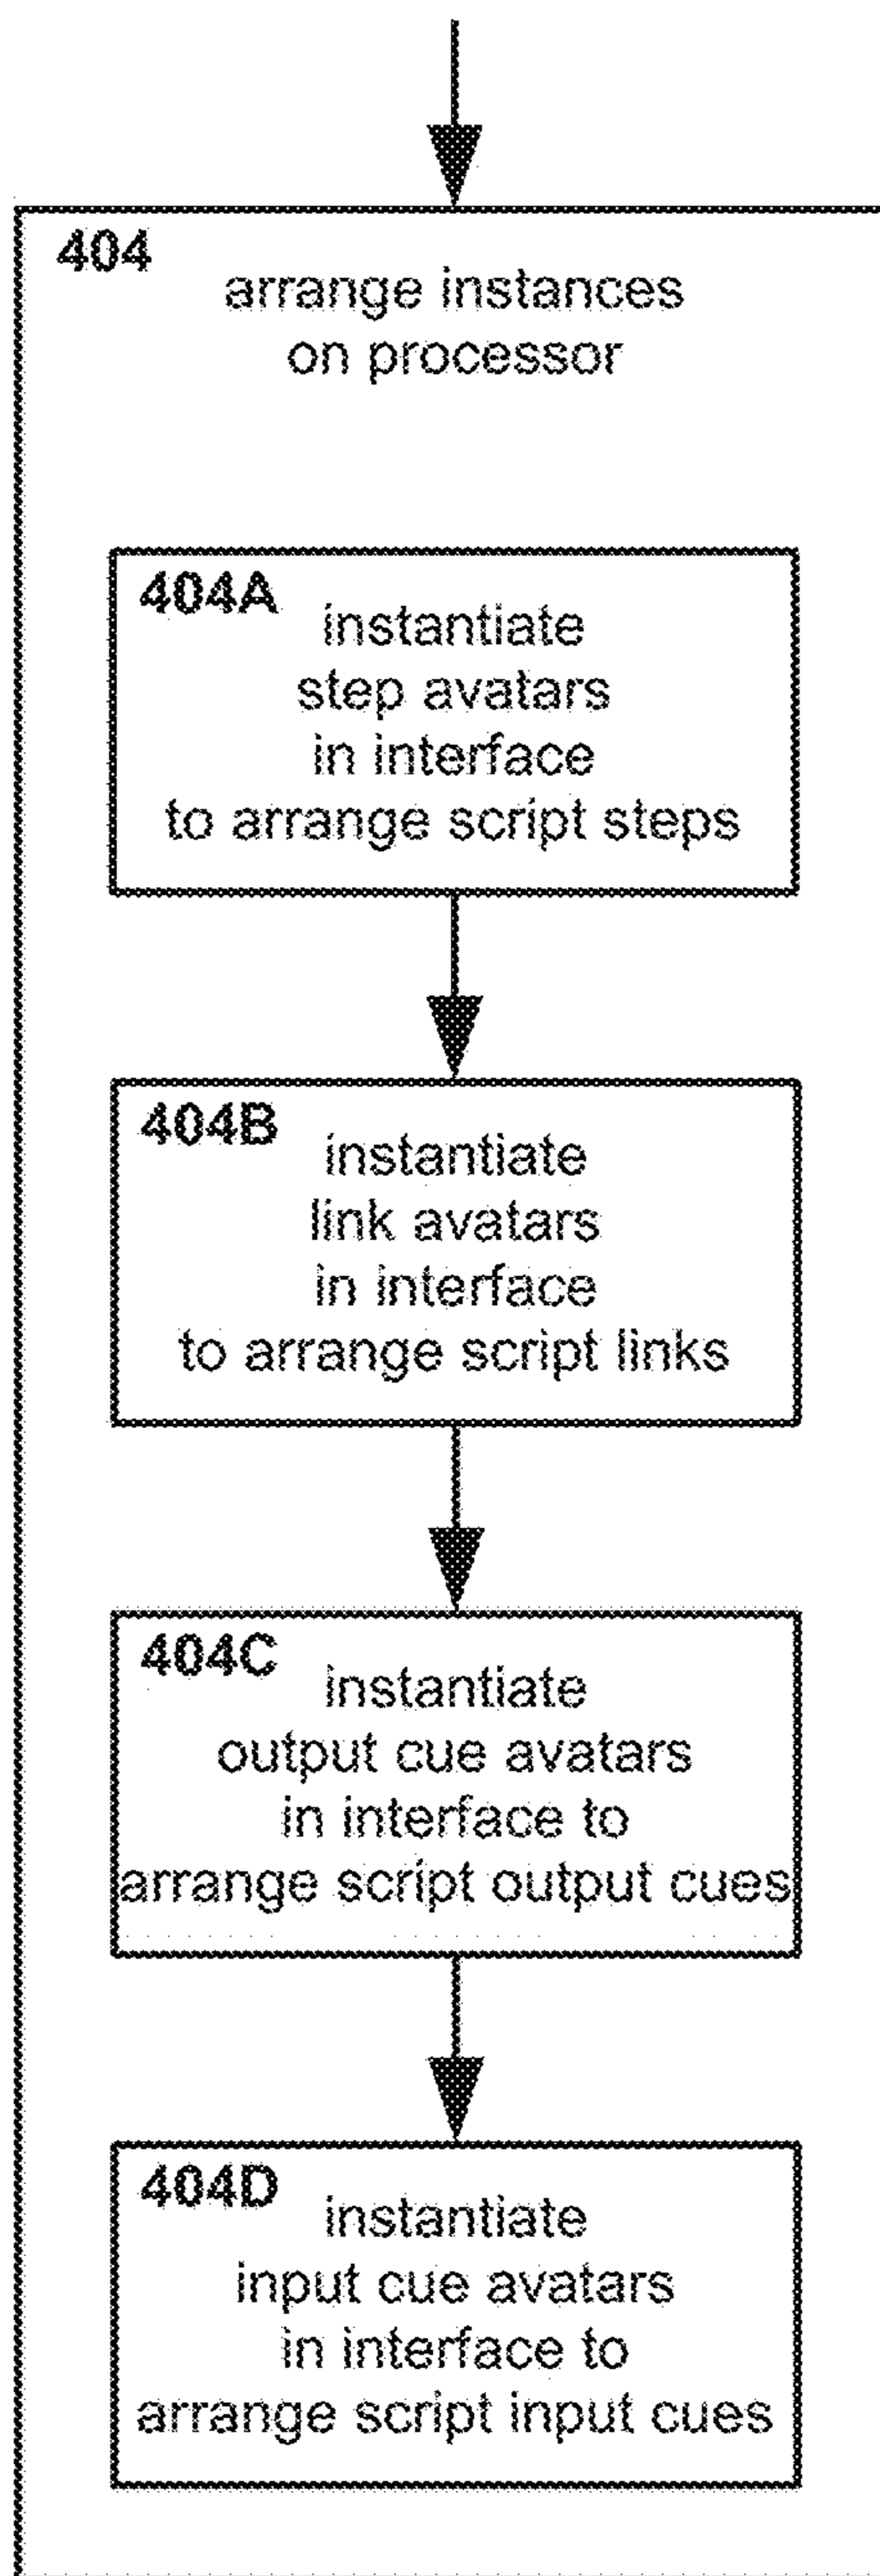 404
arrange instances
on processor
404A
instantiate
step avatars
in interface
to arrange script steps
404B
instantiate
link avatars
in interface
to arrange script links
404C
instantiate
output cue avatars
in interface to
arrange script output cues
404D
instantiate
input cue avatars
in interface to
arrange script input cues